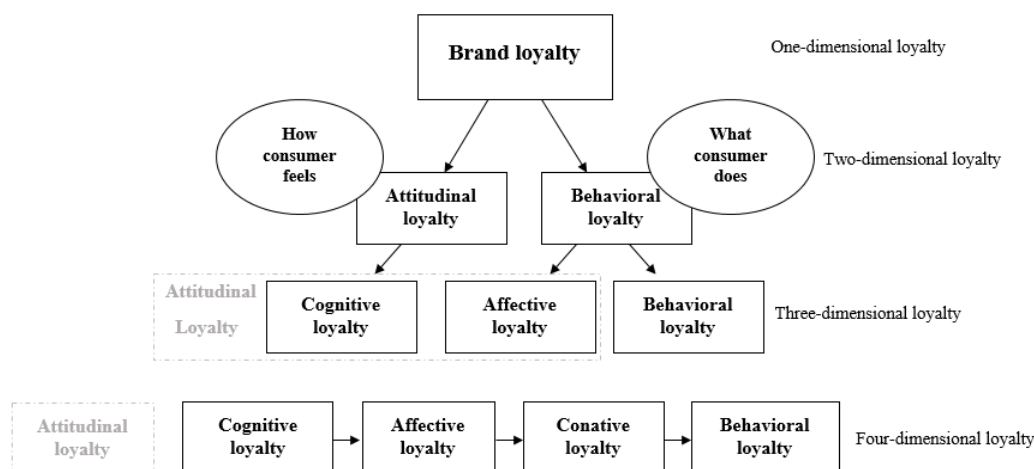 Brand loyalty
One-dimensional loyalty
How
consumer
feels
What
consumer
does
Two-dimensional loyalty
Attitudinal
loyalty
Behavioral
loyalty
Attitudinal
Loyalty
Cognitive
loyalty
Affective
loyalty
Behavioral
loyalty
Three-dimensional loyalty
Attitudinal
loyalty
Cognitive
loyalty
Affective
loyalty
Conative
loyalty
Behavioral
loyalty
Four-dimensional loyalty